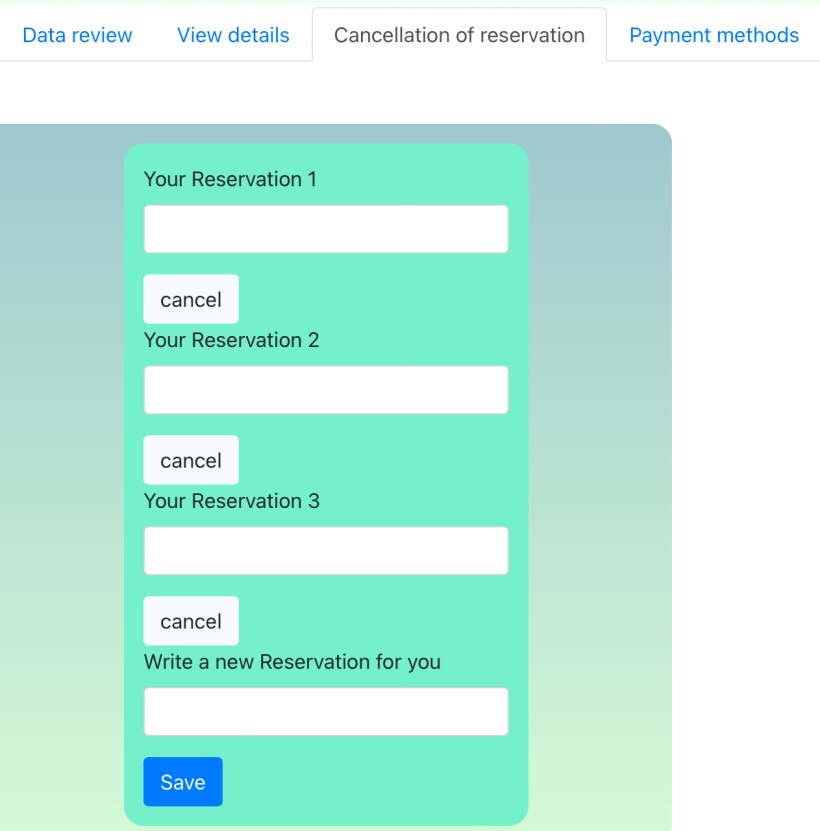 Data review View details Cancellation of reservation Payment methods
Your Reservation 1
cancel
Your Reservation 2
cancel
Your Reservation 3
cancel
Write a new Reservation for you
Save